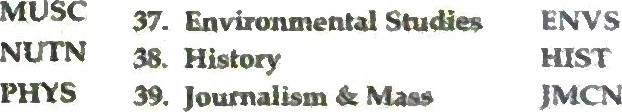 MUSC 37. Environmental Studies ENVS
NUTN 38. History HIST
PHYS 39. Journalism & Mass JMCN